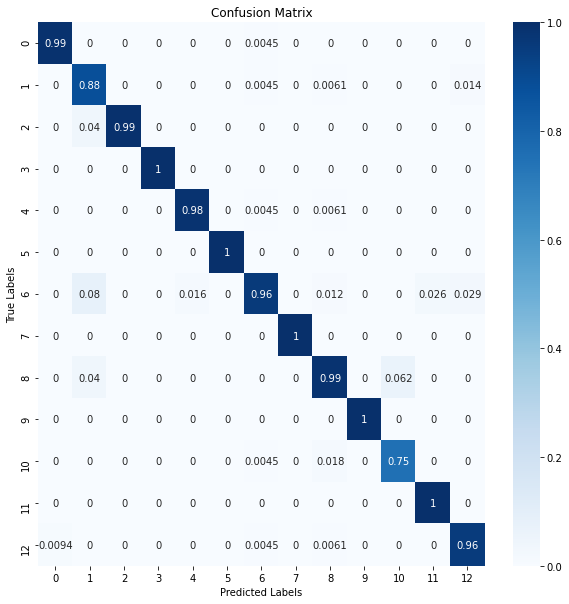 Confusion Matrix
0 0.99 0 0 0 0 0 0.0045 0 0 0 0 0 0
1 0 0.88 0 0 0 0 0.0045 0 0.0061 0 0 0 0.014
2 0 0.04 0.99 0 0 0 0 0 0 0 0 0 0
3 0 0 0 1 0 0 0 0 0 0 0 0 0
4 0 0 0 0 0.98 0 0.0045 0 0.0061 0 0 0 0
5 0 0 0 0 0 1 0 0 0 0 0 0 0
6 0 0.08 0 0 0.016 0 0.96 0 0.012 0 0 0.026 0.029
7 0 0 0 0 0 0 0 1 0 0 0 0 0
8 0 0.04 0 0 0 0 0 0 0.99 0 0.062 0 0
9 0 0 0 0 0 0 0 0 0 1 0 0 0
10 0 0 0 0 0 0 0.0045 0 0.018 0 0.75 0 0
11 0 0 0 0 0 0 0 0 0 0 0 1 0
12 0.0094 0 0 0 0 0 0.0045 0 0.0061 0 0 0 0.96
0 1 2 3 4 5 6 7 8 9 10 11 12
Predicted Labels
True Labels
1.0
0.8
0.6
0.4
0.2
0.0